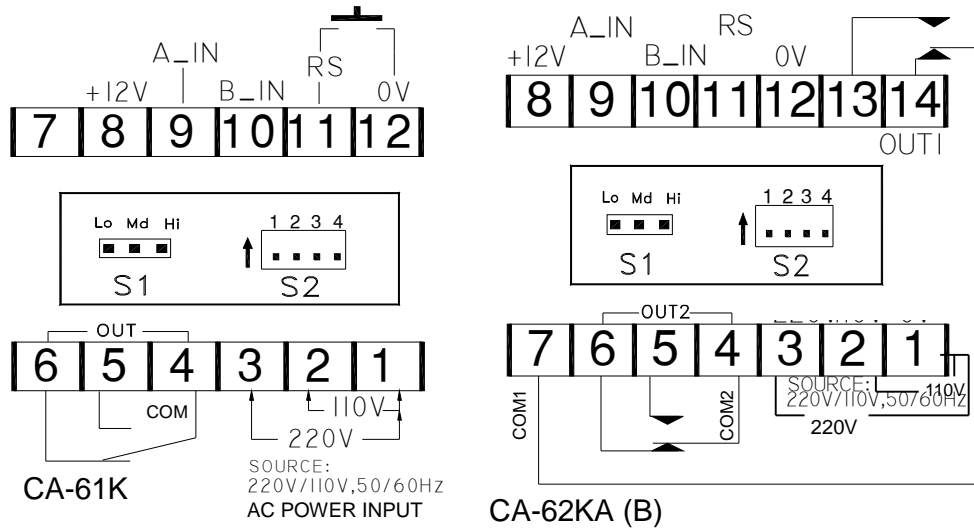 A_IN
RS
+12V
B_IN
0V
7 8 9 10 11 12
Lo Md Hi
1 2 3 4
S1
S2
OUT
6 5 4 3 2 1
COM
110V
220V
SOURCE:
220V/110V,50/60Hz
AC POWER INPUT
CA-61K
A_IN
RS
+12V
B_IN
0V
8 9 10 11 12 13 14
OUT1
Lo Md Hi
1 2 3 4
S1
S2
OUT2
7 6 5 4 3 2 1
COM1
COM2
SOURCE:
110V
220V/110V,50/60Hz
220V
CA-62KA (B)